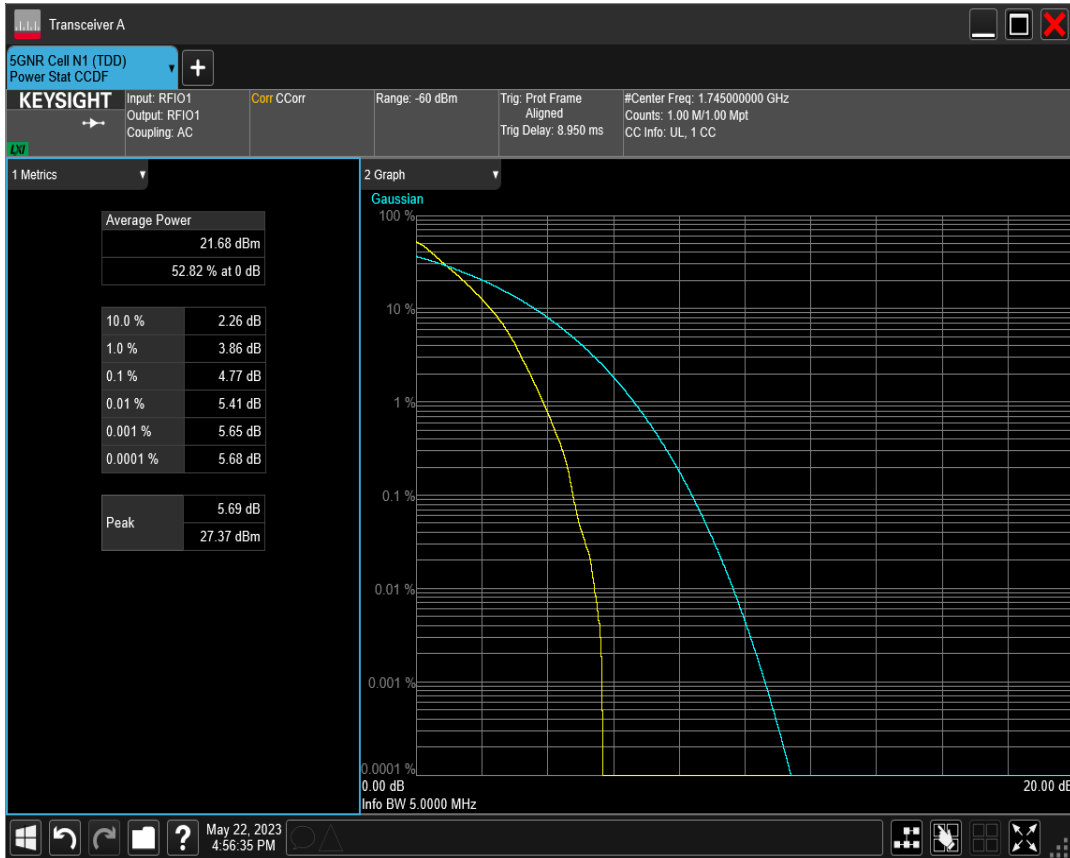 Transceiver A
5GNR Cell N1 (TDD)
Power Stat CCDF
+
KEYSIGHT
LXI
Input: RFIO1
Output: RFIO1
Coupling: AC
Corr CCorr
Range: -60 dBm
Trig: Prot Frame
Aligned
Trig Delay: 8.950 ms
#Center Freq: 1.745000000 GHz
Counts: 1.00 M/1.00 Mpt
CC Info: UL, 1 CC
1 Metrics
Average Power
21.68 dBm
52.82 % at 0 dB
10.0 % 2.26 dB
1.0 % 3.86 dB
0.1 % 4.77 dB
0.01 % 5.41 dB
0.001 % 5.65 dB
0.0001 % 5.68 dB
Peak
5.69 dB
27.37 dBm
2 Graph
Gaussian
100 %
10 %
1 %
0.1 %
0.01 %
0.001 %
0.0001 %
0.00 dB 20.00 dB
Info BW 5.0000 MHz
?
May 22, 2023
4:56:35 PM